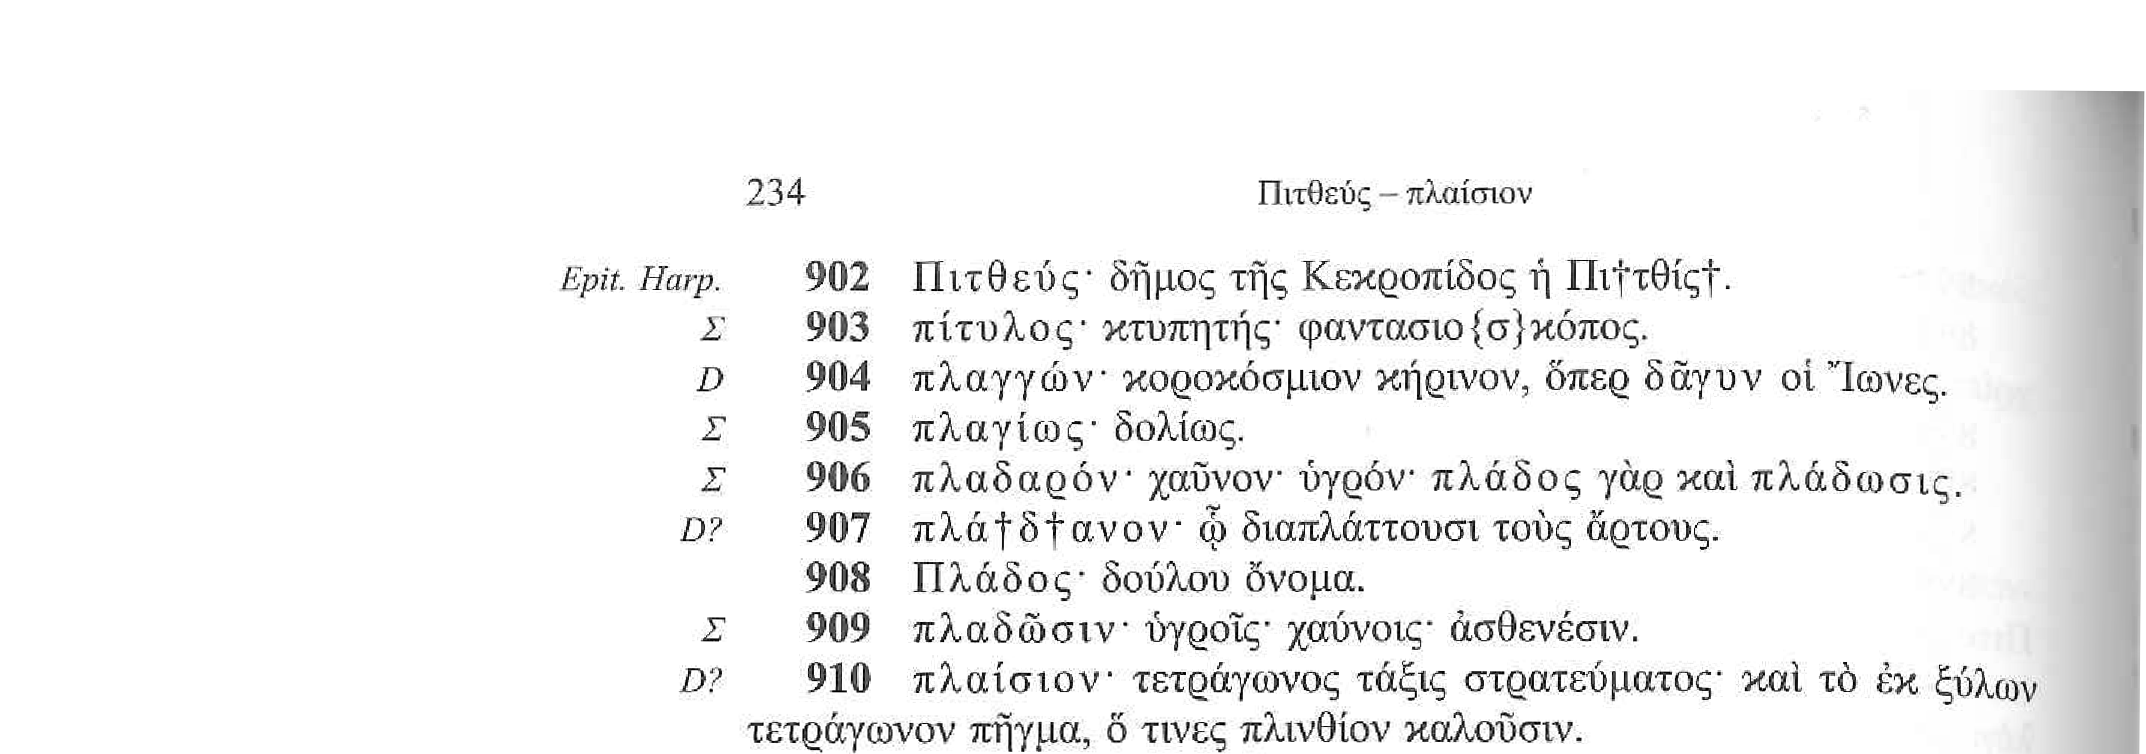 234 Πιτθεύς – πλαίσιον
Epit. Harp. 902 Πιτθεύς· δῆμος τῆς Κεκροπίδος ἡ Πι†τθίς†.
Σ 903 πίτυλος· κτυπητής· φαντασιο{σ}κόπος.
D 904 πλαγγών· κοροκόσμιον κήρινον, ὅπερ δᾶγυν οἱ Ἴωνες.
Σ 905 πλαγίως· δολίως.
Σ 906 πλαδαρόν· χαῦνον· ὑγρόν· πλάδος γὰρ καὶ πλάδωσις.
D? 907 πλά†δ†ανον· ᾧ διαπλάττουσι τοὺς ἄρτους.
908 Πλάδος· δούλου ὄνομα.
Σ 909 πλαδῶσιν· ὑγροῖς· χαύνοις· ἀσθενέσιν.
D? 910 πλαίσιον· τετράγωνος τάξις στρατεύματος· καὶ τὸ ἐκ ξύλων
τετράγωνον πῆγμα, ὅ τινες πλινθίον καλοῦσιν.